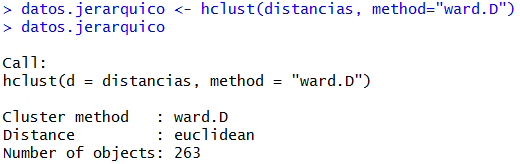 > datos.jerarquico <- hclust(distancias, method="ward.D")
> datos.jerarquico
Call:
hclust(d = distancias, method = "ward.D")
Cluster method   : ward.D
Distance         : euclidean
Number of objects: 263